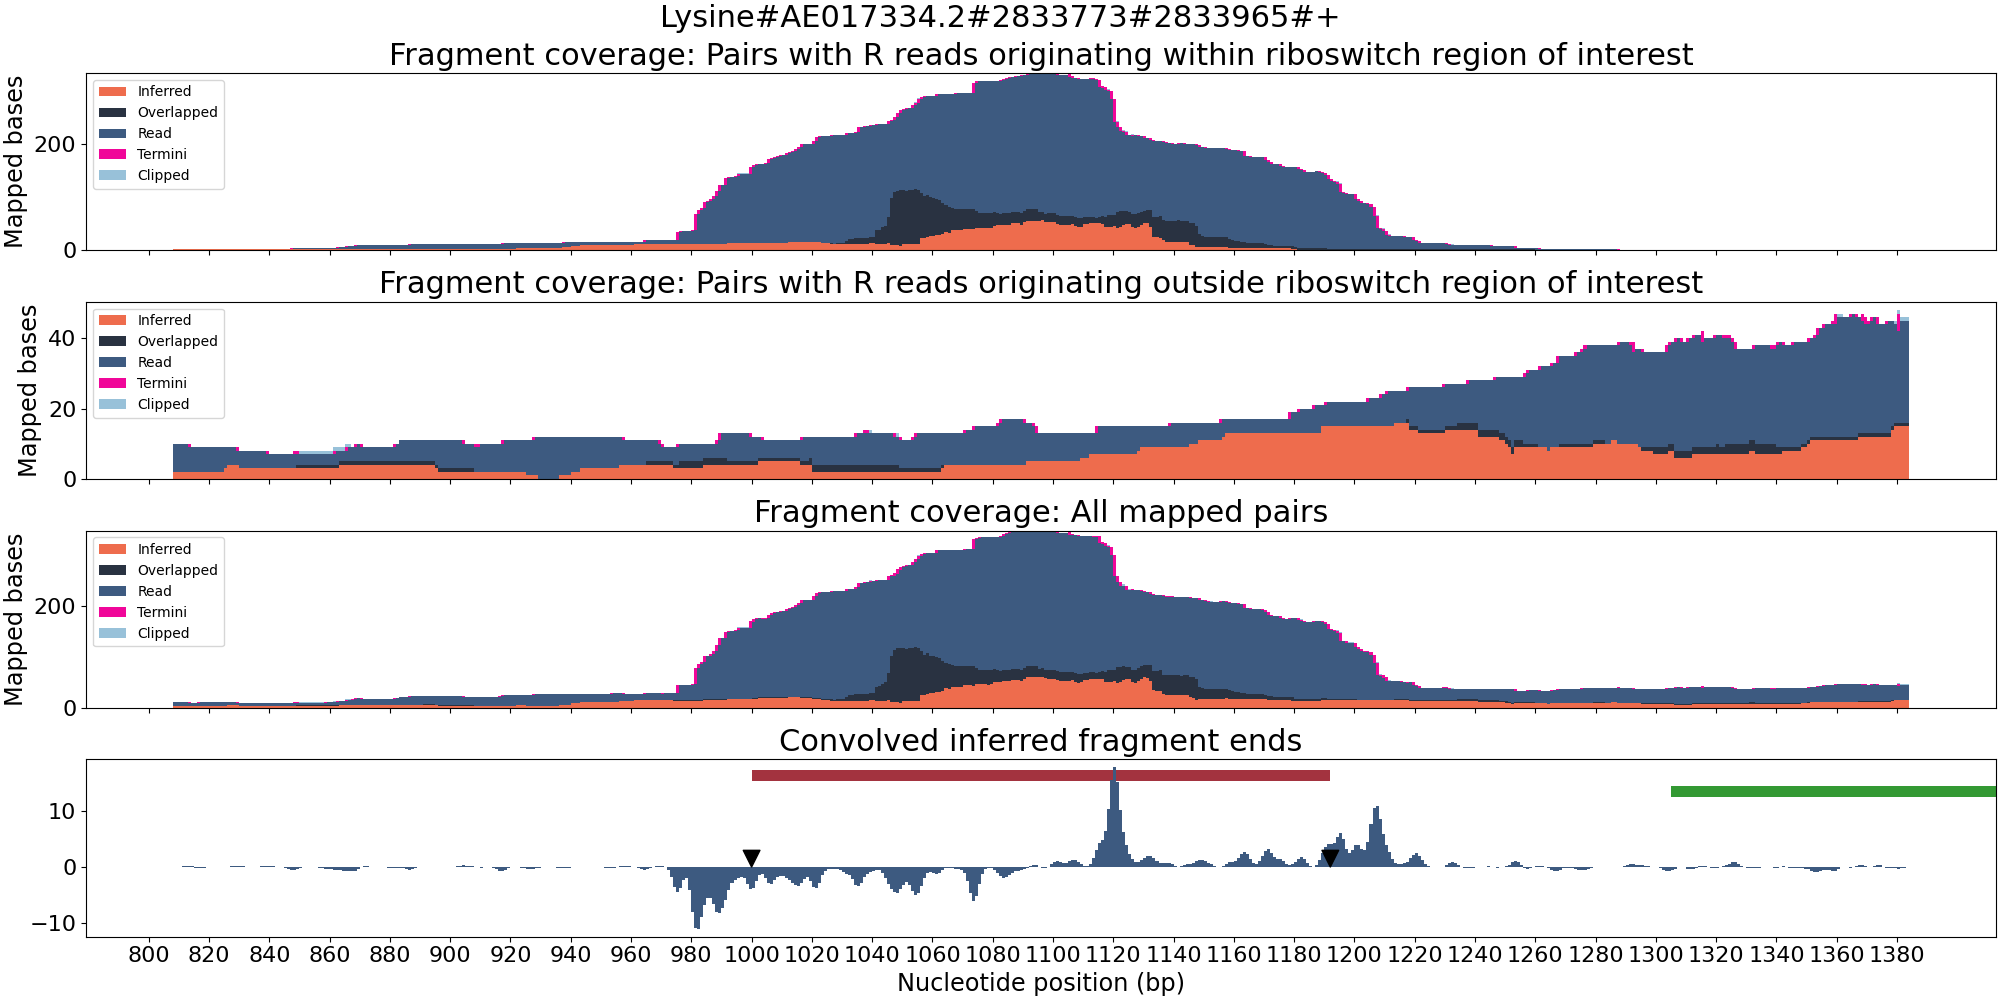 Lysine#AE017334.2#2833773#2833965#+
Fragment coverage: Pairs with R reads originating within riboswitch region of interest
Mapped bases
200
0
Inferred
Overlapped
Read
Termini
Clipped
Fragment coverage: Pairs with R reads originating outside riboswitch region of interest
Mapped bases
40
20
0
Inferred
Overlapped
Read
Termini
Clipped
Fragment coverage: All mapped pairs
Mapped bases
200
0
Inferred
Overlapped
Read
Termini
Clipped
Convolved inferred fragment ends
10
0
−10
800 820 840 860 880 900 920 940 960 980 1000 1020 1040 1060 1080 1100 1120 1140 1160 1180 1200 1220 1240 1260 1280 1300 1320 1340 1360 1380
Nucleotide position (bp)